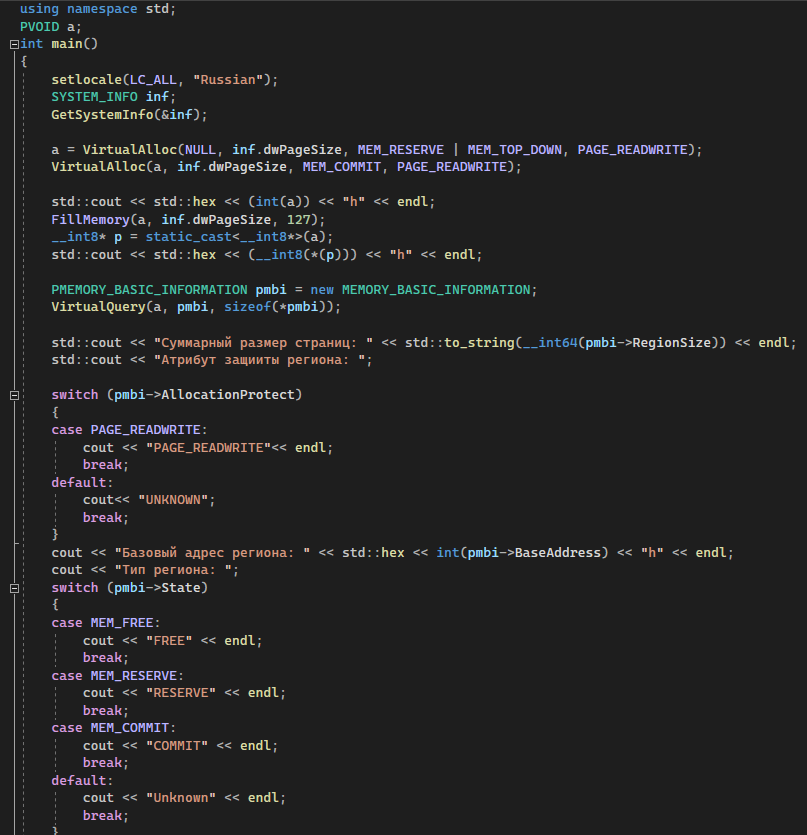 using namespace std;
PVOID a;
int main()
{
    setlocale(LC_ALL, "Russian");
    SYSTEM_INFO inf;
    GetSystemInfo(&inf);

    a = VirtualAlloc(NULL, inf.dwPageSize, MEM_RESERVE | MEM_TOP_DOWN, PAGE_READWRITE);
    VirtualAlloc(a, inf.dwPageSize, MEM_COMMIT, PAGE_READWRITE);

    std::cout << std::hex << (int(a)) << "h" << endl;
    FillMemory(a, inf.dwPageSize, 127);
    __int8* p = static_cast<__int8*>(a);
    std::cout << std::hex << (__int8(*(p))) << "h" << endl;

    PMEMORY_BASIC_INFORMATION pmbi = new MEMORY_BASIC_INFORMATION;
    VirtualQuery(a, pmbi, sizeof(*pmbi));

    std::cout << "Суммарный размер страниц: " << std::to_string(__int64(pmbi->RegionSize)) << endl;
    std::cout << "Атрибут защииты региона: ";

    switch (pmbi->AllocationProtect)
    {
    case PAGE_READWRITE:
        cout << "PAGE_READWRITE"<< endl;
        break;
    default:
        cout<< "UNKNOWN";
        break;
    }
    cout << "Базовый адрес региона: " << std::hex << int(pmbi->BaseAddress) << "h" << endl;
    cout << "Тип региона: ";
    switch (pmbi->State)
    {
    case MEM_FREE:
        cout << "FREE" << endl;
        break;
    case MEM_RESERVE:
        cout << "RESERVE" << endl;
        break;
    case MEM_COMMIT:
        cout << "COMMIT" << endl;
        break;
    default:
        cout << "Unknown" << endl;
        break;
    }